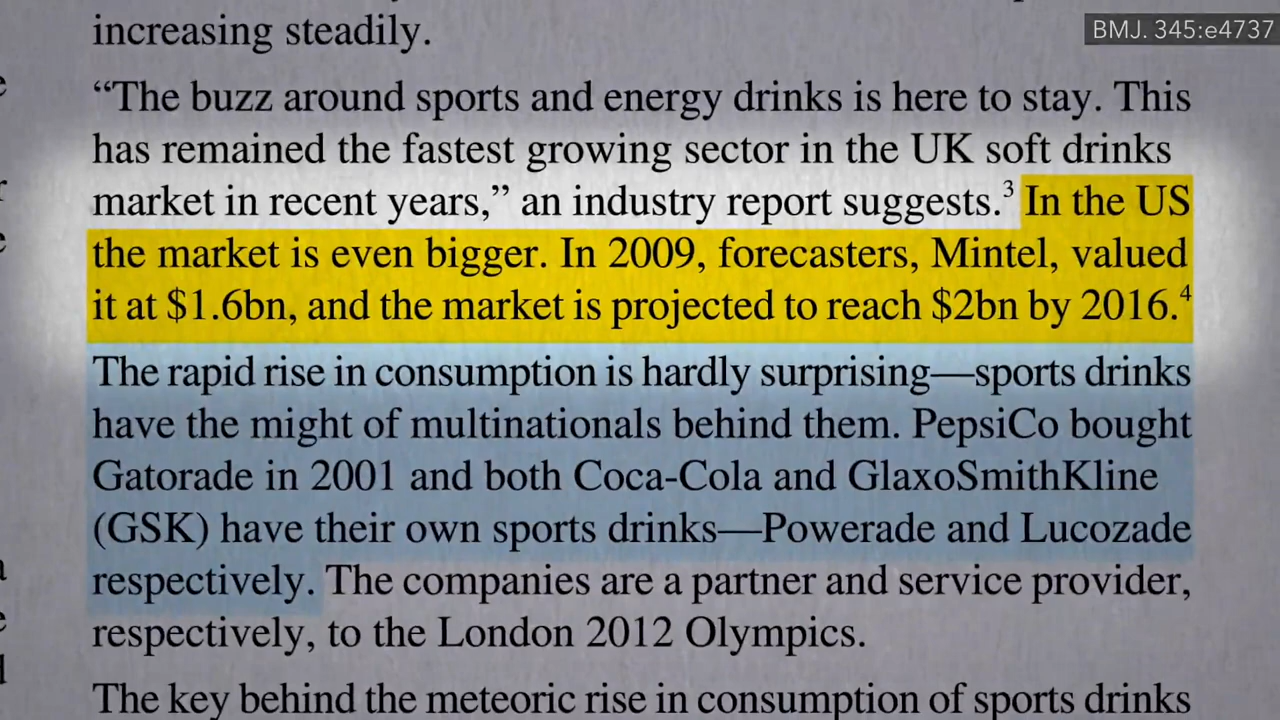 BMJ. 345:e4737
increasing steadily.
“The buzz around sports and energy drinks is here to stay. This
has remained the fastest growing sector in the UK soft drinks
market in recent years,” an industry report suggests.3 In the US
the market is even bigger. In 2009, forecasters, Mintel, valued
it at $1.6bn, and the market is projected to reach $2bn by 2016.4
The rapid rise in consumption is hardly surprising—sports drinks
have the might of multinationals behind them. PepsiCo bought
Gatorade in 2001 and both Coca-Cola and GlaxoSmithKline
(GSK) have their own sports drinks—Powerade and Lucozade
respectively. The companies are a partner and service provider,
respectively, to the London 2012 Olympics.
The key behind the meteoric rise in consumption of sports drinks